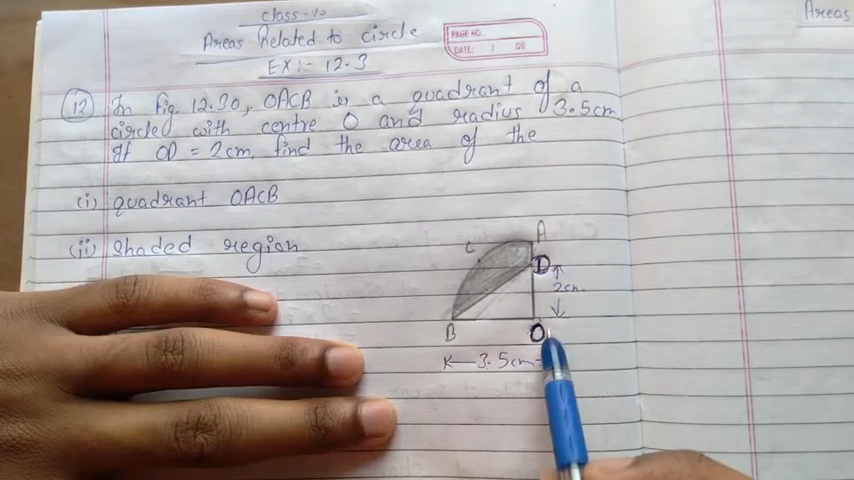 Class-10
Areas Related to circle
EX:- 12.3
PAGE NO.
DATE: / 00
Areas
(12) In Fig. 12.30, OACB is a quadrant of a
circle with centre O and radius 3.5cm
If OD = 2cm, find the area of the
(i) quadrant OACB
(ii) shaded region
A
C
D
2cm.
B
O
3.5cm